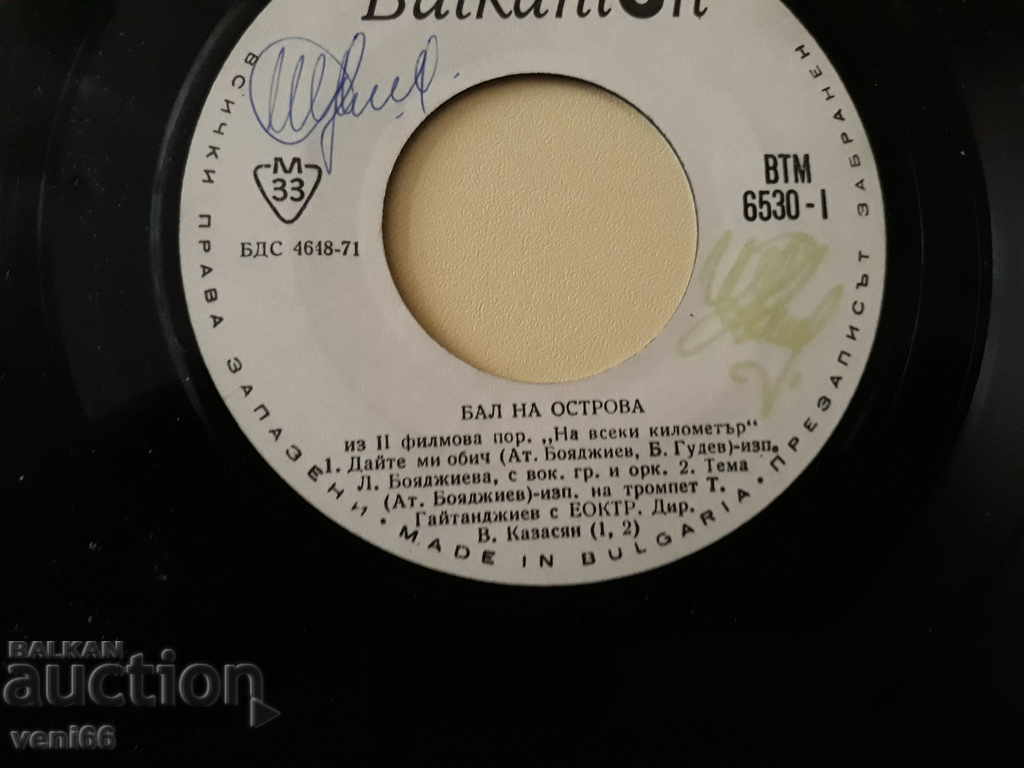 Balkanton
ВСИЧКИ ПРАВА ЗАПАЗЕНИ • MADE IN BULGARIA • ПРЕЗАПИСЪТ ЗАБРАНЕН
М
33
БДС 4648-71
ВТМ
6530 - I
БАЛ НА ОСТРОВА
из II филмова пор. „На всеки километър“
1. Дайте ми обич (Ат. Бояджиев, Б. Гудев)-изп.
Л. Бояджиева, с вок. гр. и орк. 2. Тема
(Ат. Бояджиев)-изп. на тромпет Т.
Гайтанджиев с ЕОКТР. Дир.
В. Казасян (1, 2)
BALKAN
auction
veni66